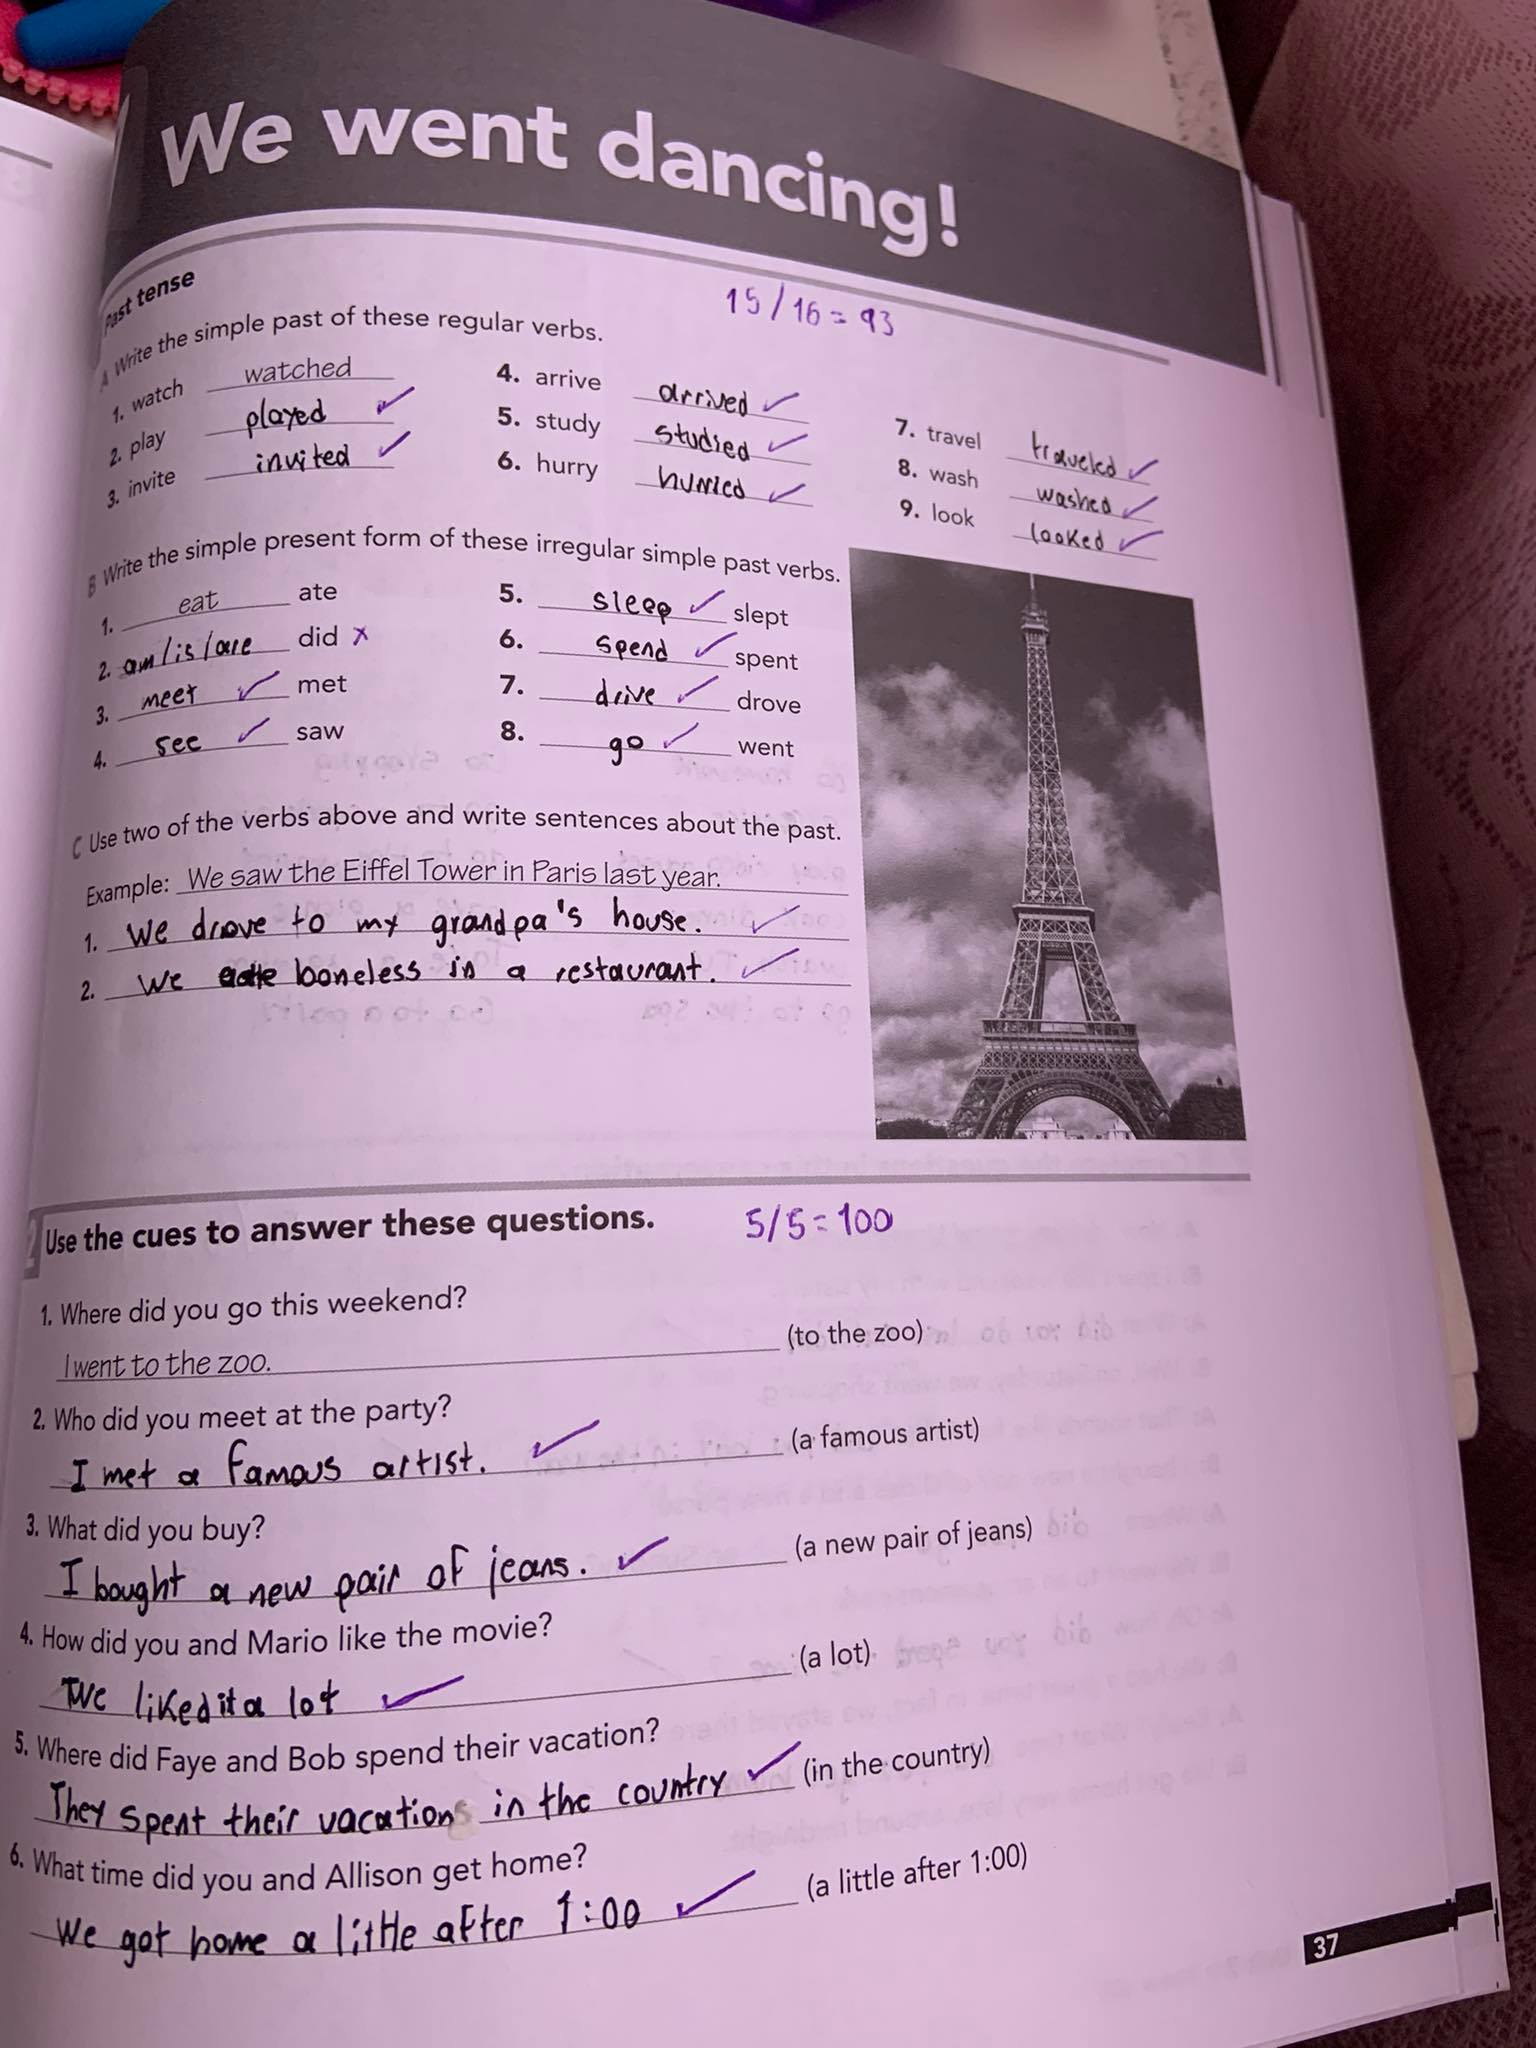 We went dancing!
Past tense
15/16 = 93
A Write the simple past of these regular verbs.
1. watch watched
2. play played
3. invite invited
4. arrive arrived
5. study studied
6. hurry hurried
7. travel traveled
8. wash washed
9. look looked
B Write the simple present form of these irregular simple past verbs.
1. eat ate
2. am/is/are did x
3. meet met
4. see saw
5. sleep slept
6. spend spent
7. drive drove
8. go went
C Use two of the verbs above and write sentences about the past.
Example: We saw the Eiffel Tower in Paris last year.
1. We drove to my grandpa's house.
2. We ate boneless in a restaurant.
2 Use the cues to answer these questions.
5/5 = 100
1. Where did you go this weekend?
I went to the zoo. (to the zoo)
2. Who did you meet at the party?
I met a famous artist. (a famous artist)
3. What did you buy?
I bought a new pair of jeans. (a new pair of jeans)
4. How did you and Mario like the movie?
We liked it a lot (a lot)
5. Where did Faye and Bob spend their vacation?
They spent their vacation in the country (in the country)
6. What time did you and Allison get home?
We got home a little after 1:00 (a little after 1:00)
37